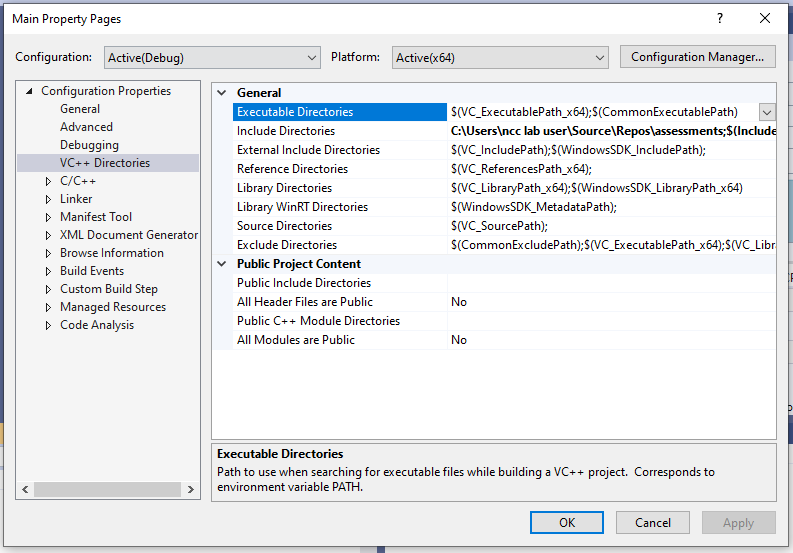 Main Property Pages
Configuration: Active(Debug) Platform: Active(x64) Configuration Manager...
Configuration Properties
General
Advanced
Debugging
VC++ Directories
C/C++
Linker
Manifest Tool
XML Document Generator
Browse Information
Build Events
Custom Build Step
Managed Resources
Code Analysis
General
Executable Directories $(VC_ExecutablePath_x64);$(CommonExecutablePath)
Include Directories C:\Users\ncc lab user\Source\Repos\assessments;$(Include
External Include Directories $(VC_IncludePath);$(WindowsSDK_IncludePath);
Reference Directories $(VC_ReferencesPath_x64);
Library Directories $(VC_LibraryPath_x64);$(WindowsSDK_LibraryPath_x64)
Library WinRT Directories $(WindowsSDK_MetadataPath);
Source Directories $(VC_SourcePath);
Exclude Directories $(CommonExcludePath);$(VC_ExecutablePath_x64);$(VC_Libr
Public Project Content
Public Include Directories
All Header Files are Public No
Public C++ Module Directories
All Modules are Public No
Executable Directories
Path to use when searching for executable files while building a VC++ project. Corresponds to
environment variable PATH.
OK Cancel Apply